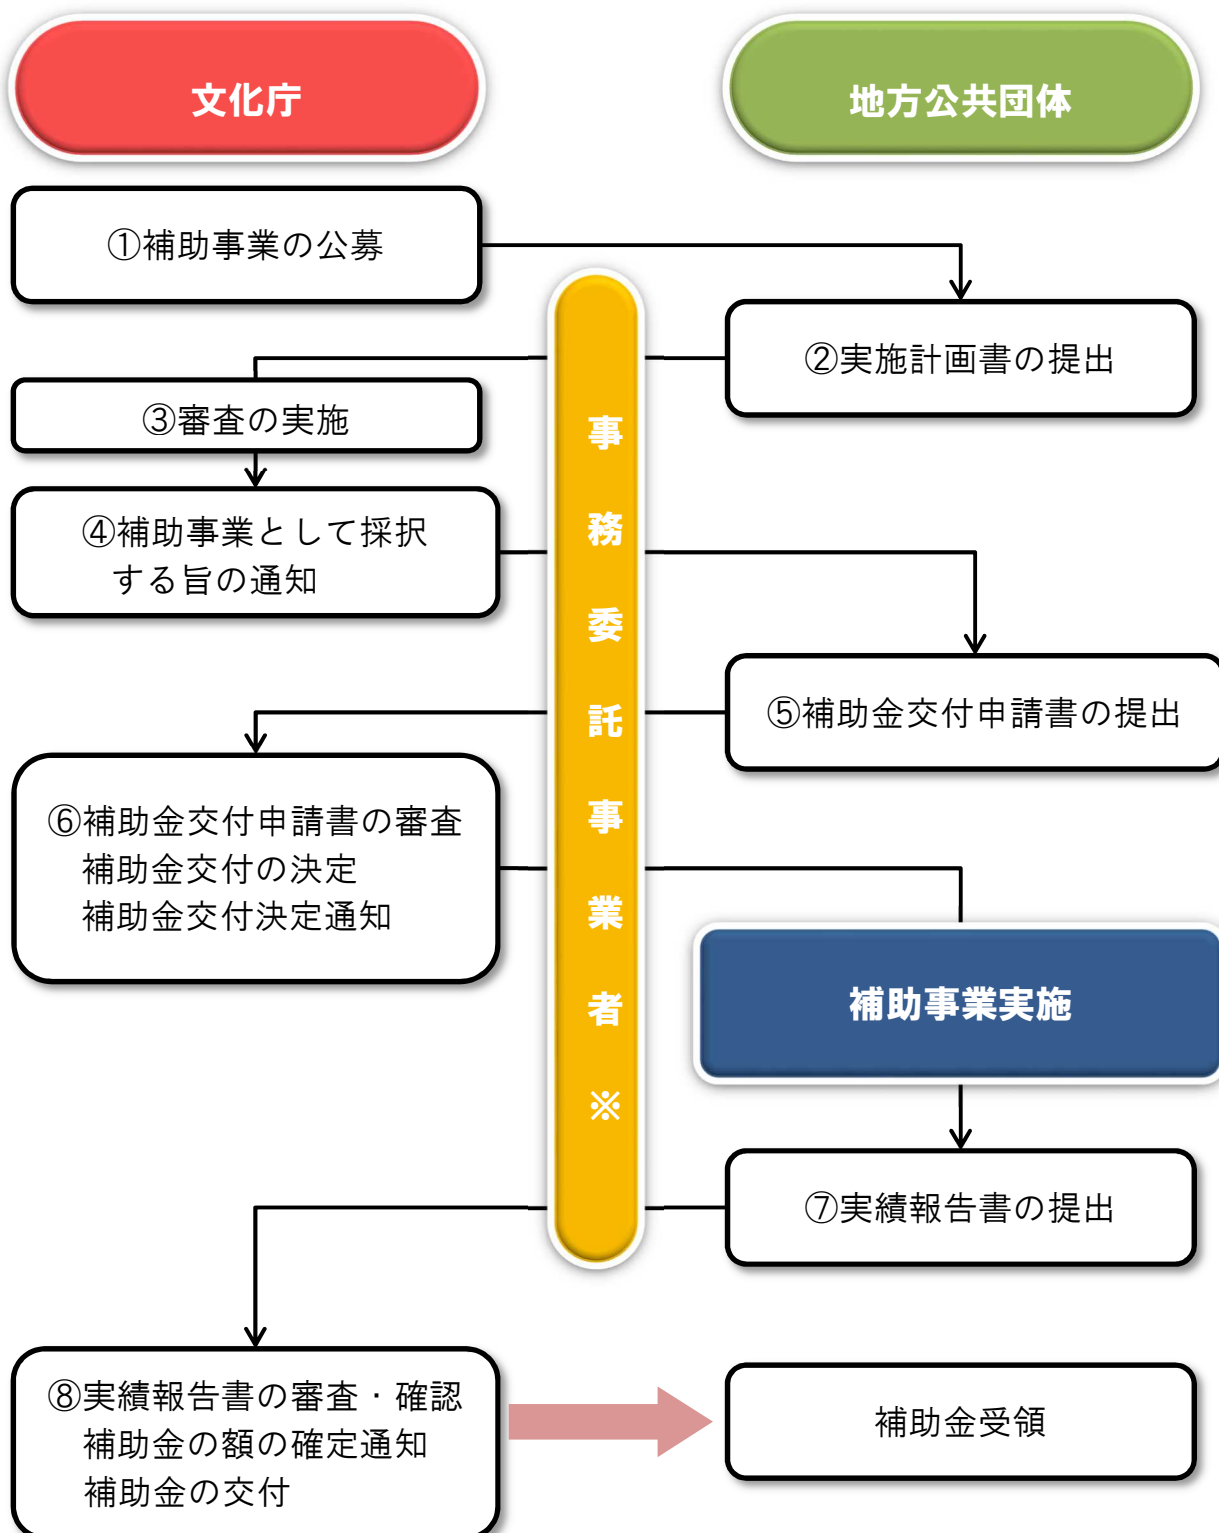 文化庁
地方公共団体
①補助事業の公募
②実施計画書の提出
③審査の実施
④補助事業として採択
する旨の通知
⑤補助金交付申請書の提出
⑥補助金交付申請書の審査
補助金交付の決定
補助金交付決定通知
事務委託事業者※
補助事業実施
⑦実績報告書の提出
⑧実績報告書の審査・確認
補助金の額の確定通知
補助金の交付
補助金受領